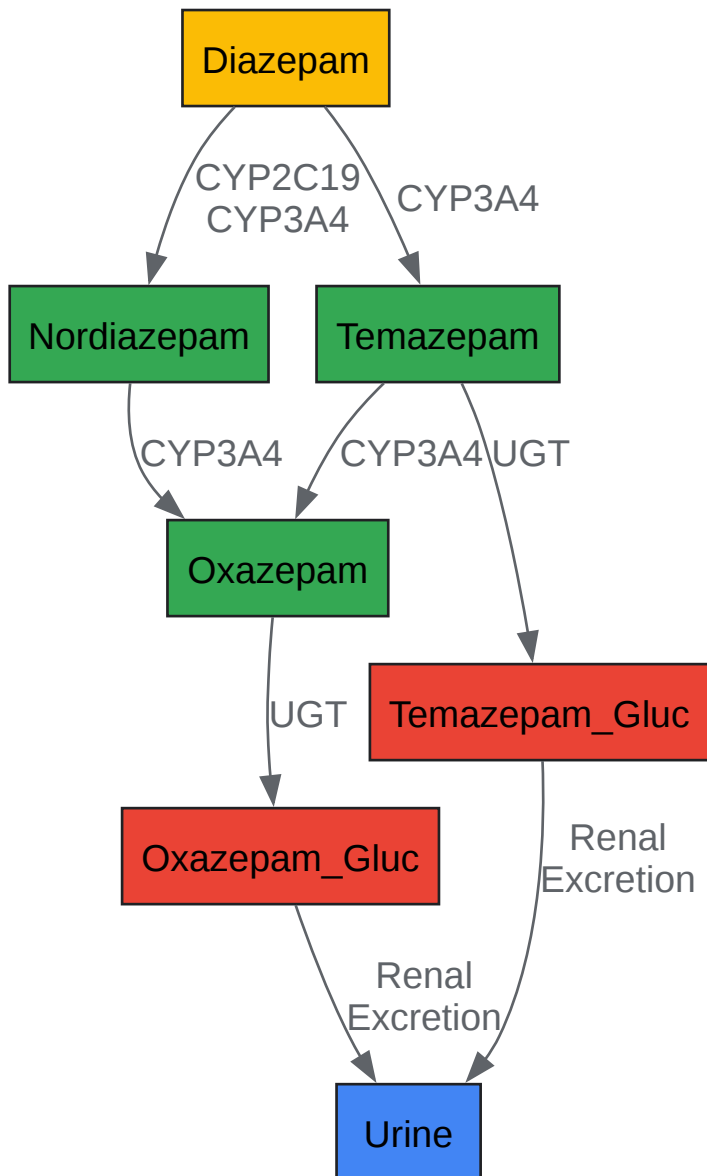 Diazepam
CYP2C19
CYP3A4
CYP3A4
Nordiazepam
Temazepam
CYP3A4
CYP3A4
UGT
Oxazepam
UGT
Temazepam_Gluc
Oxazepam_Gluc
Renal
Excretion
Renal
Excretion
Urine